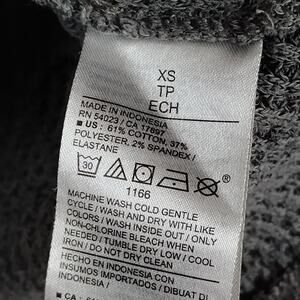 XS
TP
ECH
MADE IN INDONESIA
RN 54023 / CA 17897
■ US : 61% COTTON, 37%
POLYESTER, 2% SPANDEX /
ELASTANE
30
1166
MACHINE WASH COLD GENTLE
CYCLE / WASH AND DRY WITH LIKE
COLORS / WASH INSIDE OUT / ONLY
NON-CHLORINE BLEACH WHEN
NEEDED / TUMBLE DRY LOW / COOL
IRON / DO NOT DRY CLEAN
HECHO EN INDONESIA CON
INSUMOS IMPORTADOS / DIBUAT DI
INDONESIA
■ CA :